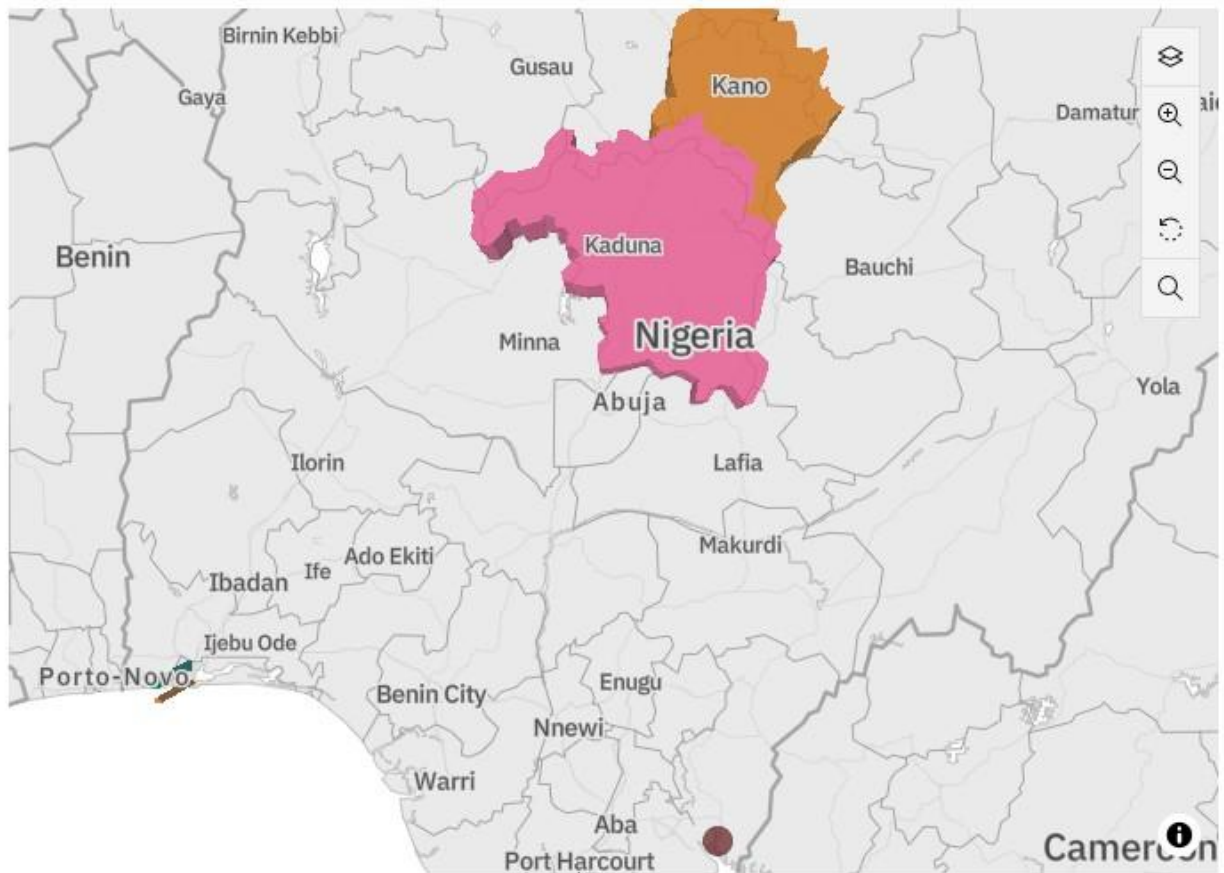 Birnin Kebbi
Gusau
Kano
Gaya
Damatur
Benin
Kaduna
Bauchi
Minna
Nigeria
Yola
Abuja
Ilorin
Lafia
Makurdi
Ado Ekiti
Ife
Ibadan
Ijebu Ode
Porto-Novo
Enugu
Benin City
Nnewi
Warri
Aba
Port Harcourt